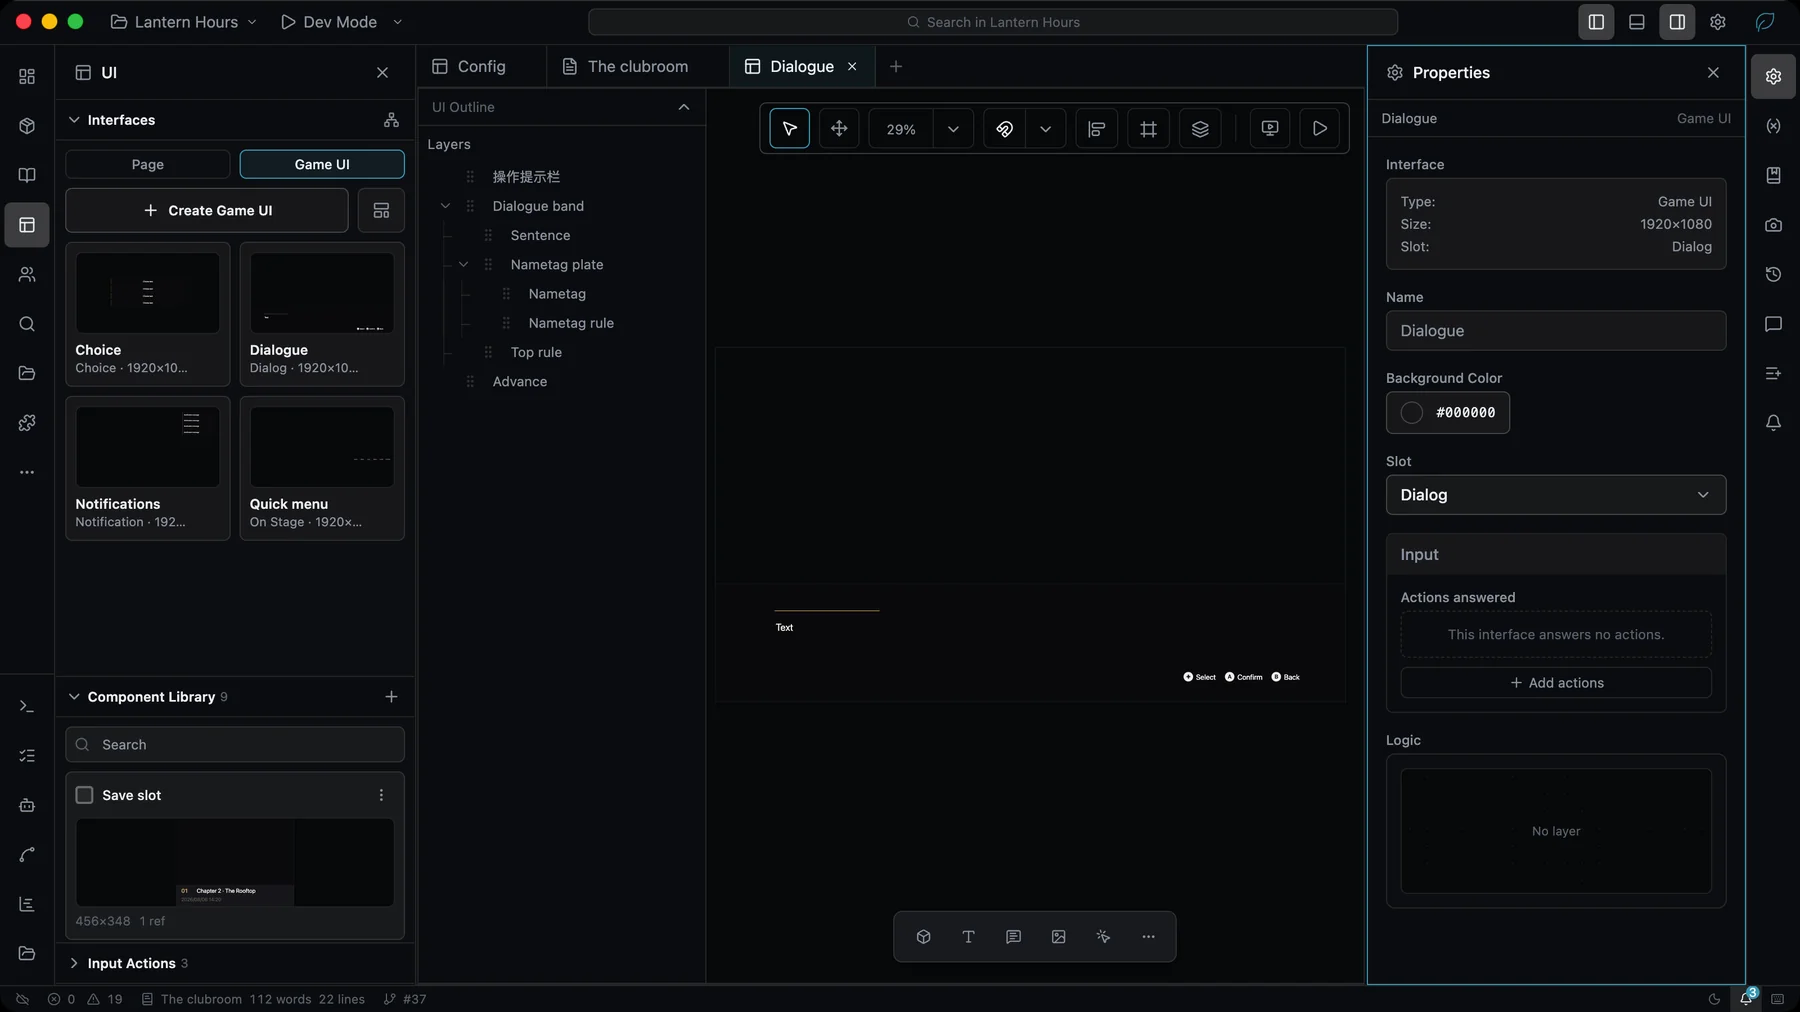 Lantern Hours
Dev Mode
Search in Lantern Hours
UI
Interfaces
Page
Game UI
Create Game UI
Choice
Choice · 1920×10...
Dialogue
Dialog · 1920×10...
Notifications
Notification · 192...
Quick menu
On Stage · 1920×...
Component Library 9
Search
Save slot
01 Chapter 2 · The Rooftop
456×348 1 ref
Input Actions 3
Config
The clubroom
Dialogue
UI Outline
Layers
操作提示栏
Dialogue band
Sentence
Nametag plate
Nametag
Nametag rule
Top rule
Advance
29%
Text
Select
A Confirm
B Back
Properties
Dialogue
Game UI
Interface
Type: Game UI
Size: 1920×1080
Slot: Dialog
Name
Dialogue
Background Color
#000000
Slot
Dialog
Input
Actions answered
This interface answers no actions.
Add actions
Logic
No layer
0
19
The clubroom 112 words 22 lines
#37
3